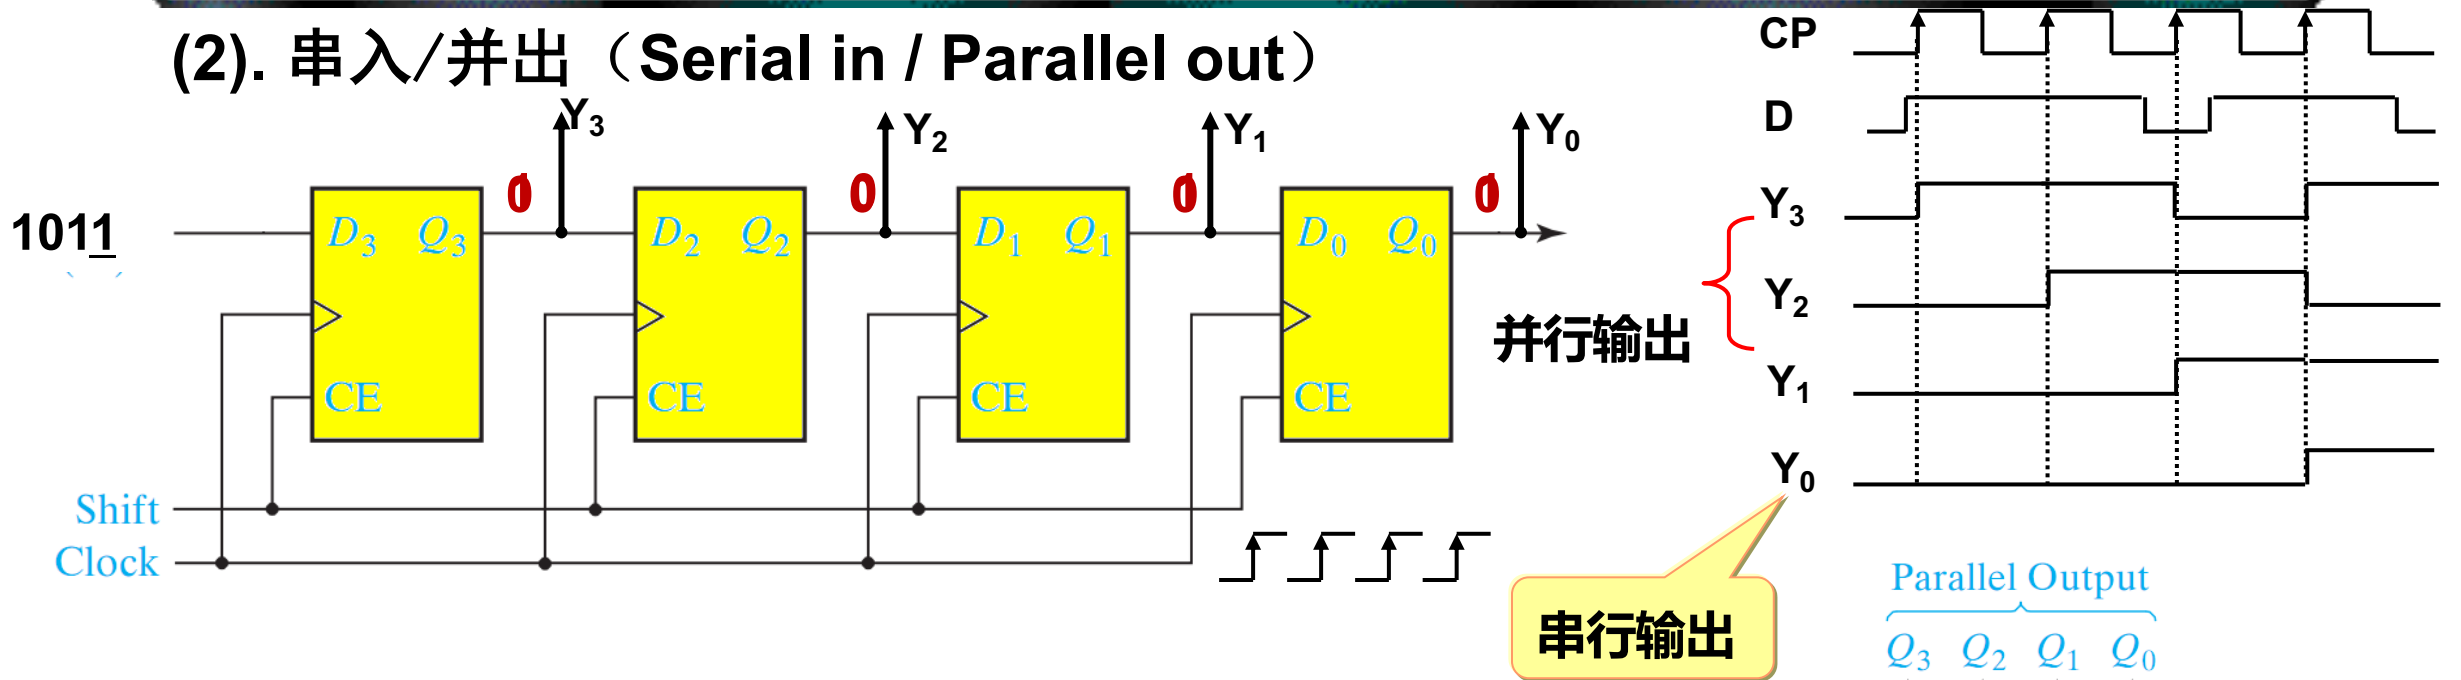 (2). 串入/并出（Serial in / Parallel out）
Y3 Y2 Y1 Y0
0 0 0 0
1011
D3 Q3 D2 Q2 D1 Q1 D0 Q0
CE CE CE CE
Shift
Clock
CP
D
Y3
Y2
并行输出
Y1
Y0
串行输出
Parallel Output
Q3 Q2 Q1 Q0